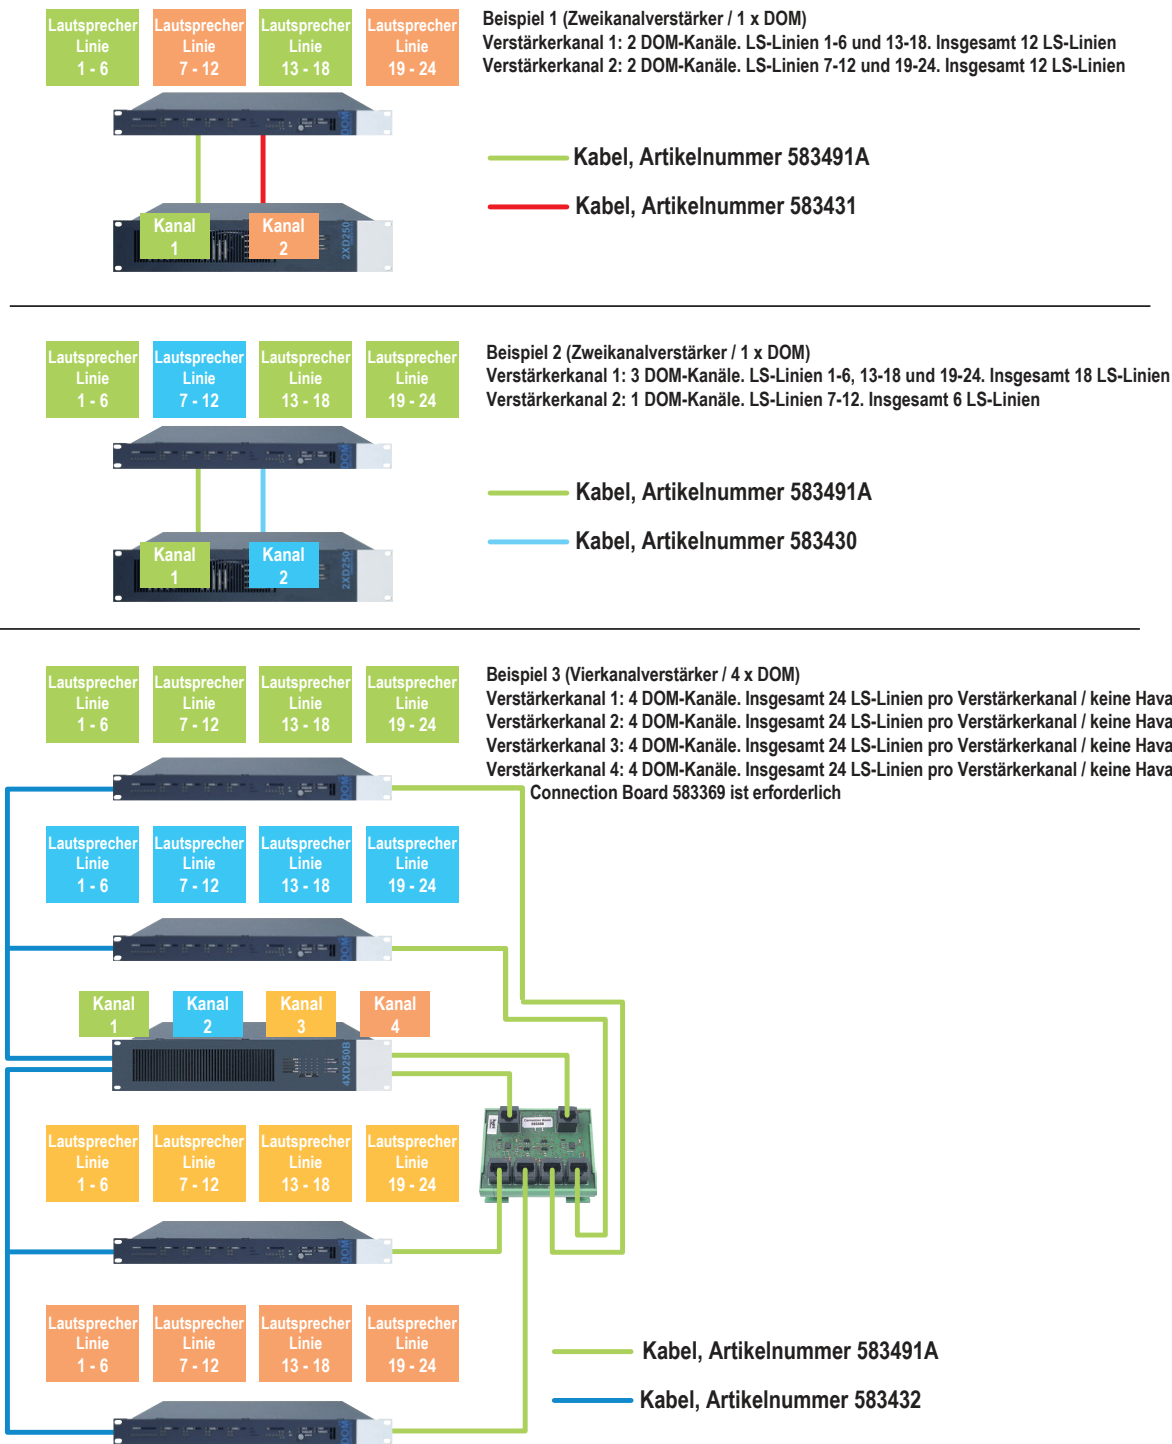 Lautsprecher
Linie
1 - 6
Lautsprecher
Linie
7 - 12
Lautsprecher
Linie
13 - 18
Lautsprecher
Linie
19 - 24
Beispiel 1 (Zweikanalverstärker / 1 x DOM)
Verstärkerkanal 1: 2 DOM-Kanäle. LS-Linien 1-6 und 13-18. Insgesamt 12 LS-Linien
Verstärkerkanal 2: 2 DOM-Kanäle. LS-Linien 7-12 und 19-24. Insgesamt 12 LS-Linien
DOM
Kabel, Artikelnummer 583491A
Kabel, Artikelnummer 583431
Kanal
1
Kanal
2
2XD250
Lautsprecher
Linie
1 - 6
Lautsprecher
Linie
7 - 12
Lautsprecher
Linie
13 - 18
Lautsprecher
Linie
19 - 24
Beispiel 2 (Zweikanalverstärker / 1 x DOM)
Verstärkerkanal 1: 3 DOM-Kanäle. LS-Linien 1-6, 13-18 und 19-24. Insgesamt 18 LS-Linien
Verstärkerkanal 2: 1 DOM-Kanäle. LS-Linien 7-12. Insgesamt 6 LS-Linien
DOM
Kabel, Artikelnummer 583491A
Kabel, Artikelnummer 583430
Kanal
1
Kanal
2
2XD250
Lautsprecher
Linie
1 - 6
Lautsprecher
Linie
7 - 12
Lautsprecher
Linie
13 - 18
Lautsprecher
Linie
19 - 24
Beispiel 3 (Vierkanalverstärker / 4 x DOM)
Verstärkerkanal 1: 4 DOM-Kanäle. Insgesamt 24 LS-Linien pro Verstärkerkanal / keine Hava
Verstärkerkanal 2: 4 DOM-Kanäle. Insgesamt 24 LS-Linien pro Verstärkerkanal / keine Hava
Verstärkerkanal 3: 4 DOM-Kanäle. Insgesamt 24 LS-Linien pro Verstärkerkanal / keine Hava
Verstärkerkanal 4: 4 DOM-Kanäle. Insgesamt 24 LS-Linien pro Verstärkerkanal / keine Hava
Connection Board 583369 ist erforderlich
DOM
Lautsprecher
Linie
1 - 6
Lautsprecher
Linie
7 - 12
Lautsprecher
Linie
13 - 18
Lautsprecher
Linie
19 - 24
DOM
Kanal
1
Kanal
2
Kanal
3
Kanal
4
4XD250B
Lautsprecher
Linie
1 - 6
Lautsprecher
Linie
7 - 12
Lautsprecher
Linie
13 - 18
Lautsprecher
Linie
19 - 24
DOM
Lautsprecher
Linie
1 - 6
Lautsprecher
Linie
7 - 12
Lautsprecher
Linie
13 - 18
Lautsprecher
Linie
19 - 24
DOM
Kabel, Artikelnummer 583491A
Kabel, Artikelnummer 583432